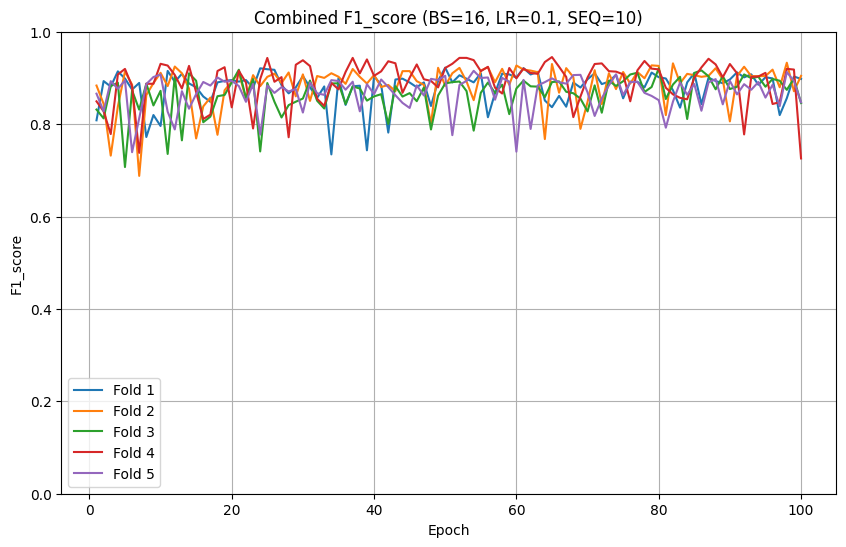 Combined F1_score (BS=16, LR=0.1, SEQ=10)
1.0
0.8
0.6
0.4
0.2
0.0
F1_score
Fold 1
Fold 2
Fold 3
Fold 4
Fold 5
0 20 40 60 80 100
Epoch